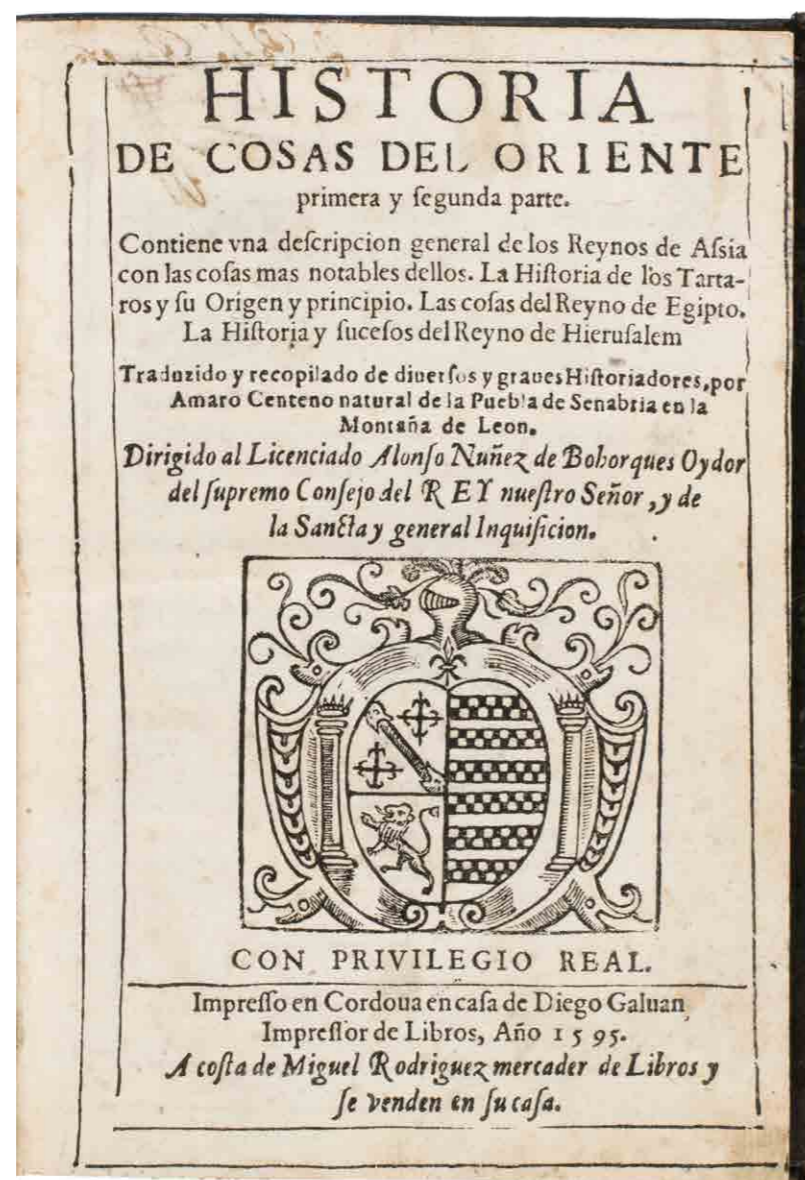 HISTORIA
DE COSAS DEL ORIENTE
primera y ſegunda parte.
Contiene vna deſcripcion general de los Reynos de Aſsia
con las coſas mas notables dellos. La Hiſtoria de los Tarta-
ros y ſu Origen y principio. Las coſas del Reyno de Egipto.
La Hiſtoria y ſuceſos del Reyno de Hieruſalem
Traduzido y recopilado de diuerſos y graues Hiſtoriadores, por
Amaro Centeno natural de la Puebla de Senabria en la
Montaña de Leon.
Dirigido al Licenciado Alonſo Nuñez de Bohorques Oydor
del ſupremo Conſejo del REY nueſtro Señor, y de
la Sancta y general Inquiſicion.
CON PRIVILEGIO REAL.
Impreſſo en Cordoua en caſa de Diego Galuan
Impreſſor de Libros, Año 1595.
A coſta de Miguel Rodriguez mercader de Libros y
ſe venden en ſu caſa.